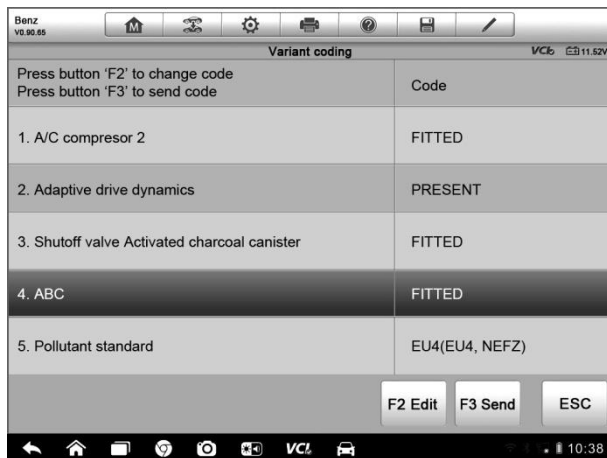 Benz
V0.90.65
Variant coding
VCI 11.52V
Press button ‘F2’ to change code
Press button ‘F3’ to send code
Code
1. A/C compresor 2
FITTED
2. Adaptive drive dynamics
PRESENT
3. Shutoff valve Activated charcoal canister
FITTED
4. ABC
FITTED
5. Pollutant standard
EU4(EU4, NEFZ)
F2 Edit
F3 Send
ESC
VCI
10:38